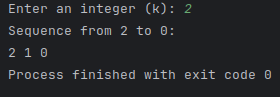 Enter an integer (k): 2
Sequence from 2 to 0:
2 1 0
Process finished with exit code 0